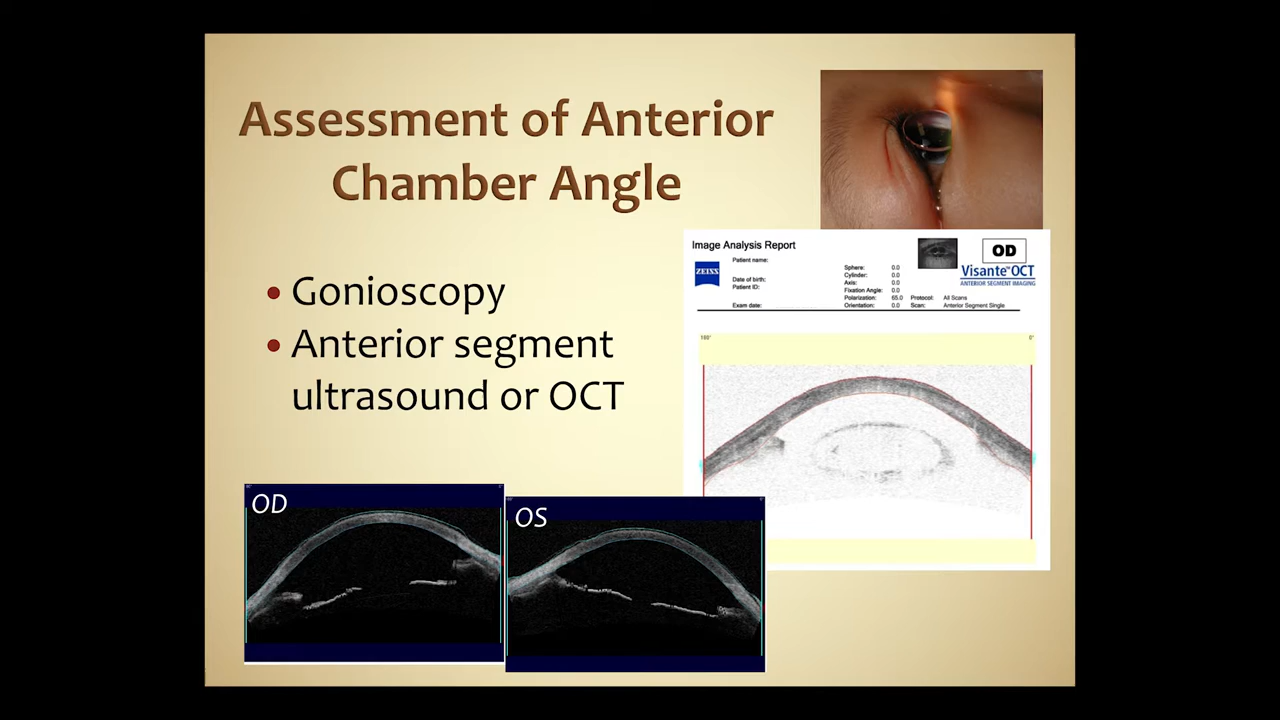 Assessment of Anterior
Chamber Angle
• Gonioscopy
• Anterior segment
ultrasound or OCT
Image Analysis Report
OD
ZEISS
Patient name:
Date of birth:
Patient ID:
Exam date:
Sphere: 0.0
Cylinder: 0.0
Axis: 0.0
Fixation Angle: 0.0
Polarization: 65.0 Protocol: All Scans
Orientation: 0.0 Scan: Anterior Segment Single
Visante™OCT
ANTERIOR SEGMENT IMAGING
180° 0°
OD
OS